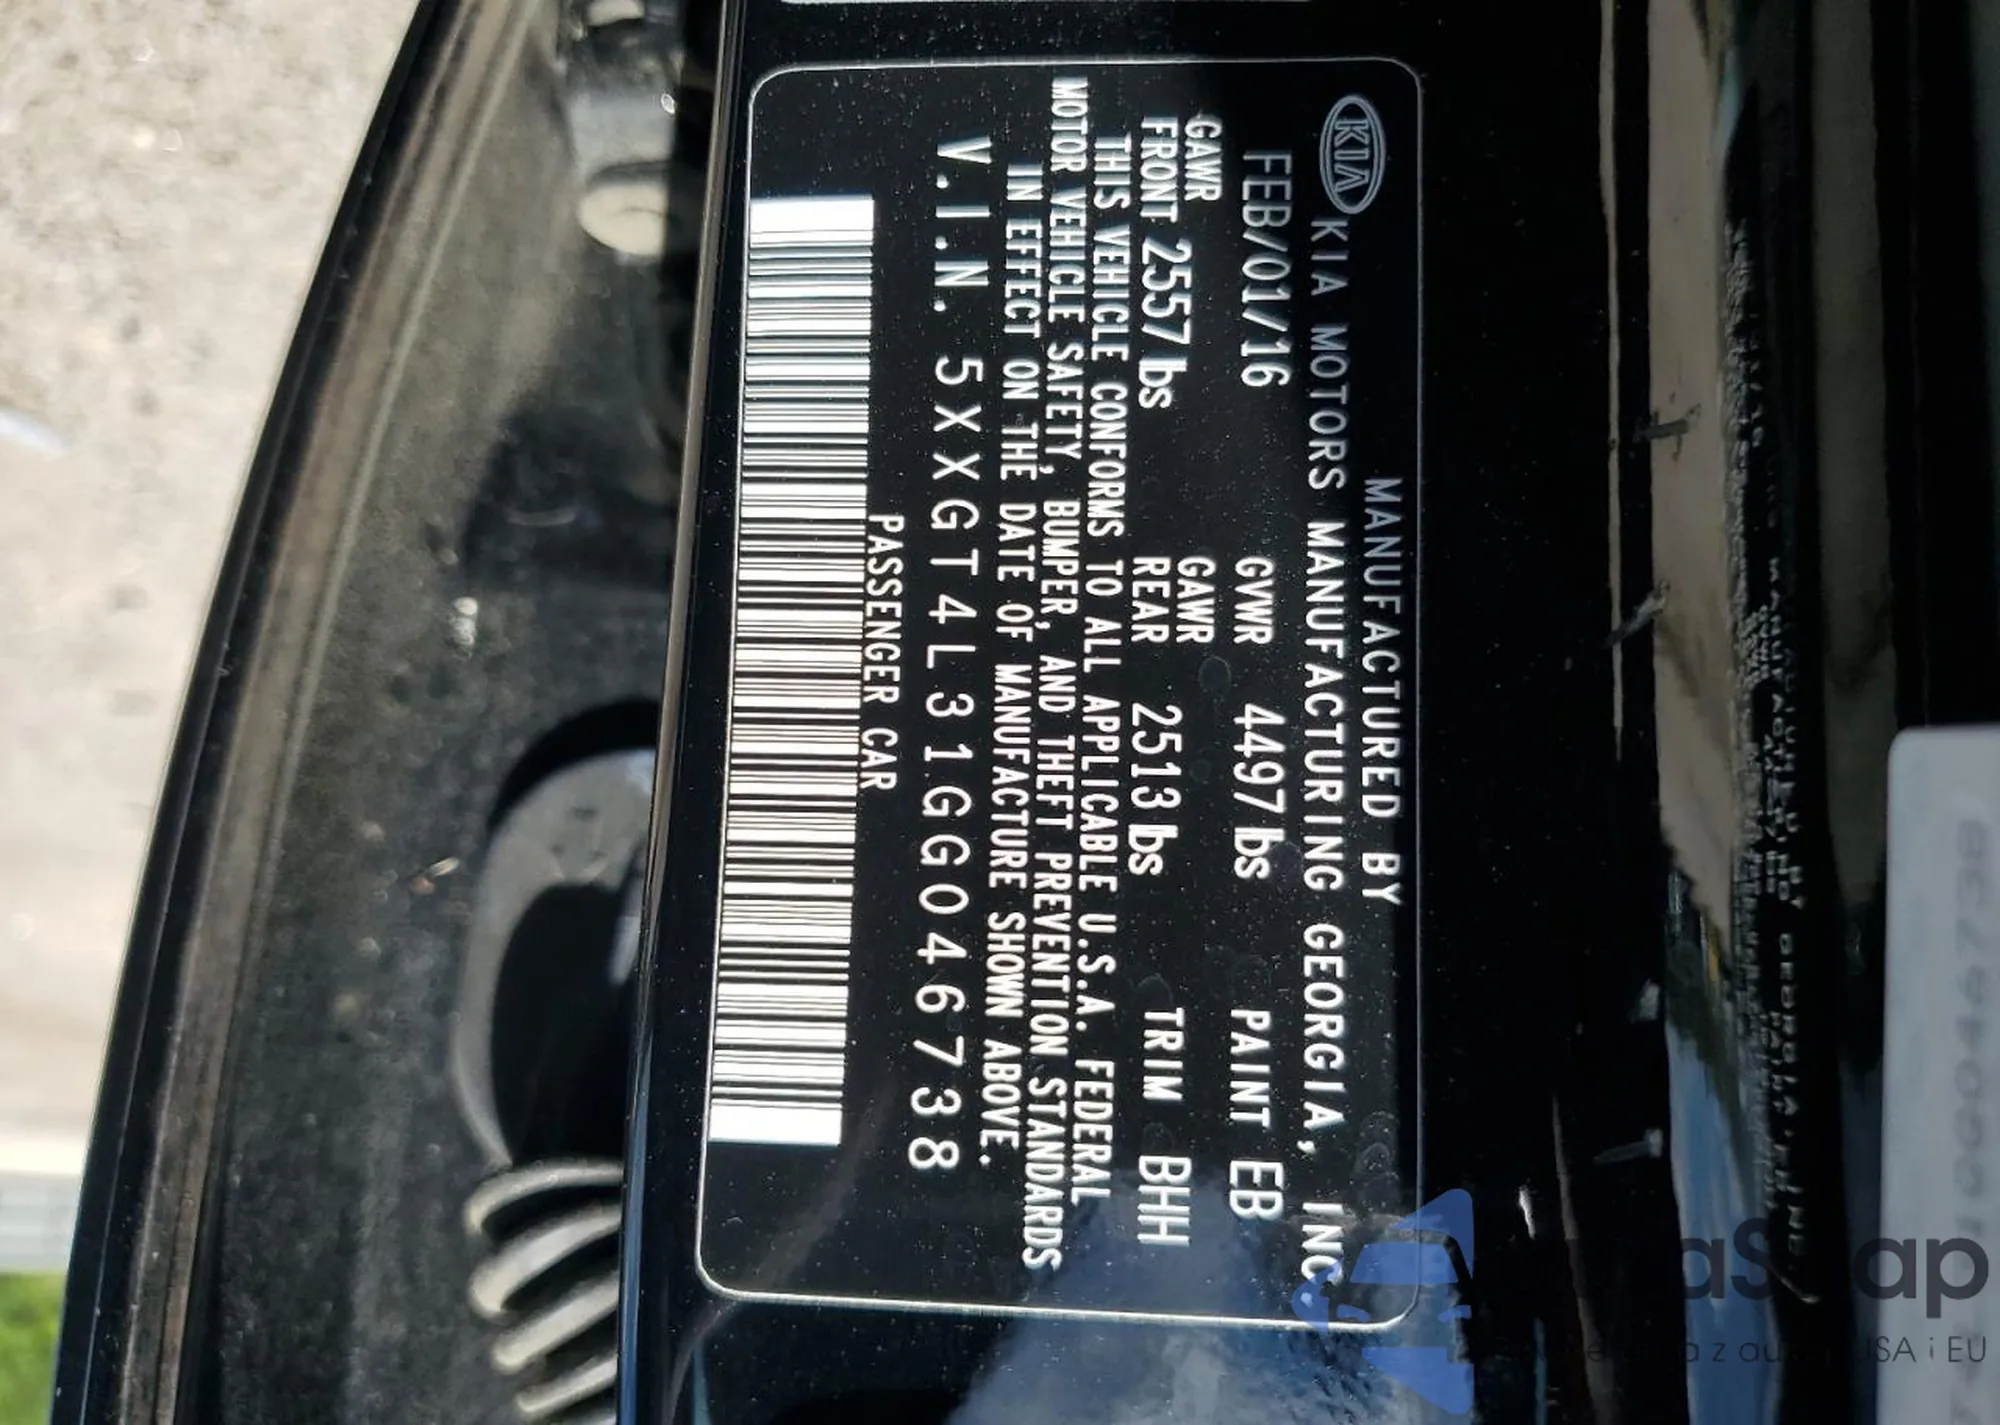 MANUFACTURED BY
KIA KIA MOTORS MANUFACTURING GEORGIA, INC
FEB/01/16 GVWR 4497 lbs PAINT EB
GAWR GAWR
FRONT 2557 lbs REAR 2513 lbs TRIM BHH
THIS VEHICLE CONFORMS TO ALL APPLICABLE U.S.A. FEDERAL
MOTOR VEHICLE SAFETY, BUMPER, AND THEFT PREVENTION STANDARDS
IN EFFECT ON THE DATE OF MANUFACTURE SHOWN ABOVE.
V.I.N. 5XXGT4L31GG046738
PASSENGER CAR
USA i EU